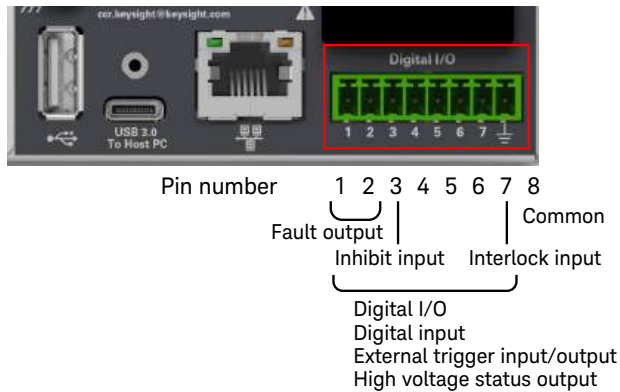 ccr.keysight@keysight.com
Digital I/O
1 2 3 4 5 6 7
USB 3.0
To Host PC
Pin number 1 2 3 4 5 6 7 8
Common
Fault output
Inhibit input Interlock input
Digital I/O
Digital input
External trigger input/output
High voltage status output